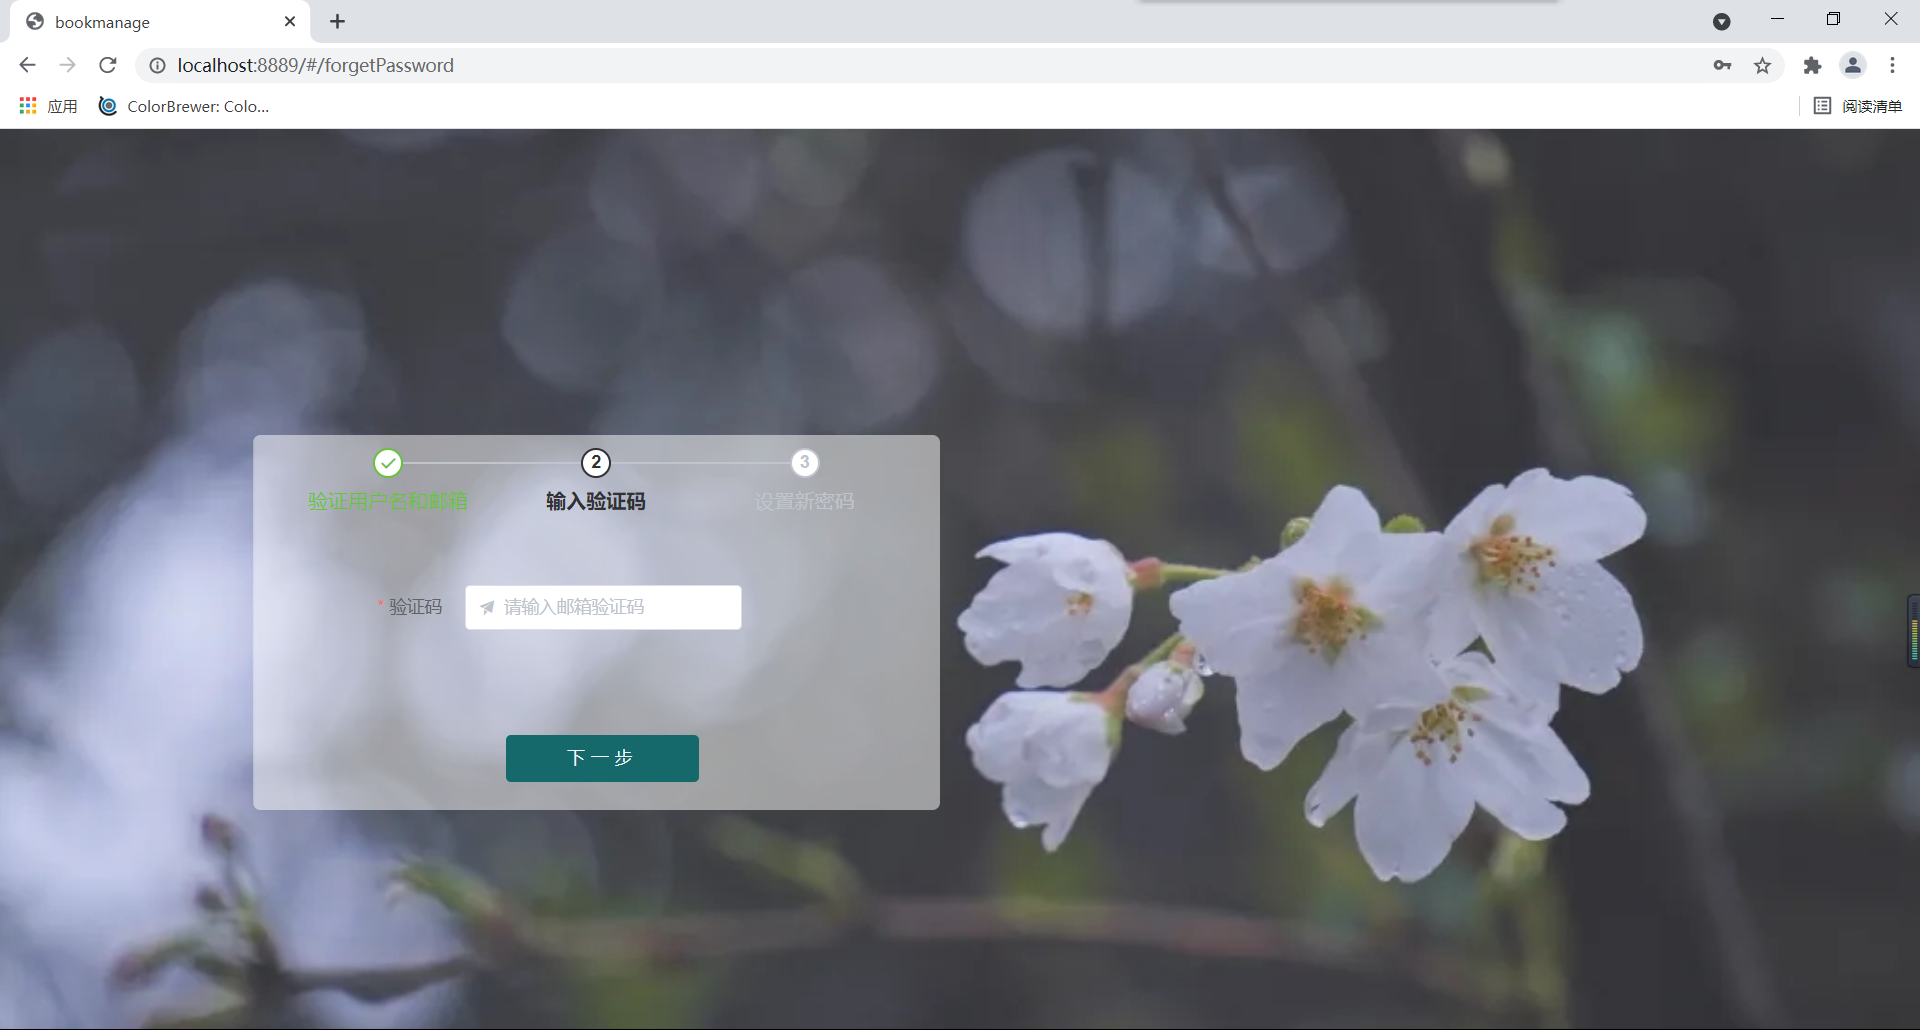 bookmanage
localhost:8889/#/forgetPassword
应用
ColorBrewer: Colo...
阅读清单
2
3
验证用户名和邮箱
输入验证码
设置新密码
* 验证码
请输入邮箱验证码
下一步